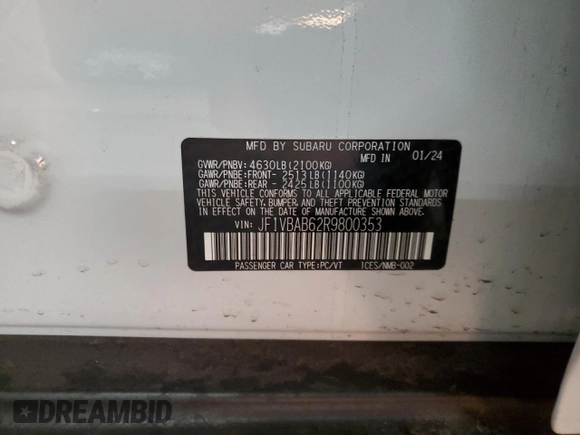 MFD BY SUBARU CORPORATION
GVWR/PNBV: 4630LB(2100KG) MFD IN 01/24
GAWR/PNBE:FRONT- 2513LB(1140KG)
GAWR/PNBE:REAR - 2425LB(1100KG)
THIS VEHICLE CONFORMS TO ALL APPLICABLE FEDERAL MOTOR
VEHICLE SAFETY, BUMPER, AND THEFT PREVENTION STANDARDS
IN EFFECT ON THE DATE OF MANUFACTURE SHOWN ABOVE.
VIN: JF1VBAB62R9800353
PASSENGER CAR TYPE:PC/VT ICES/NMB-002
DREAMBID